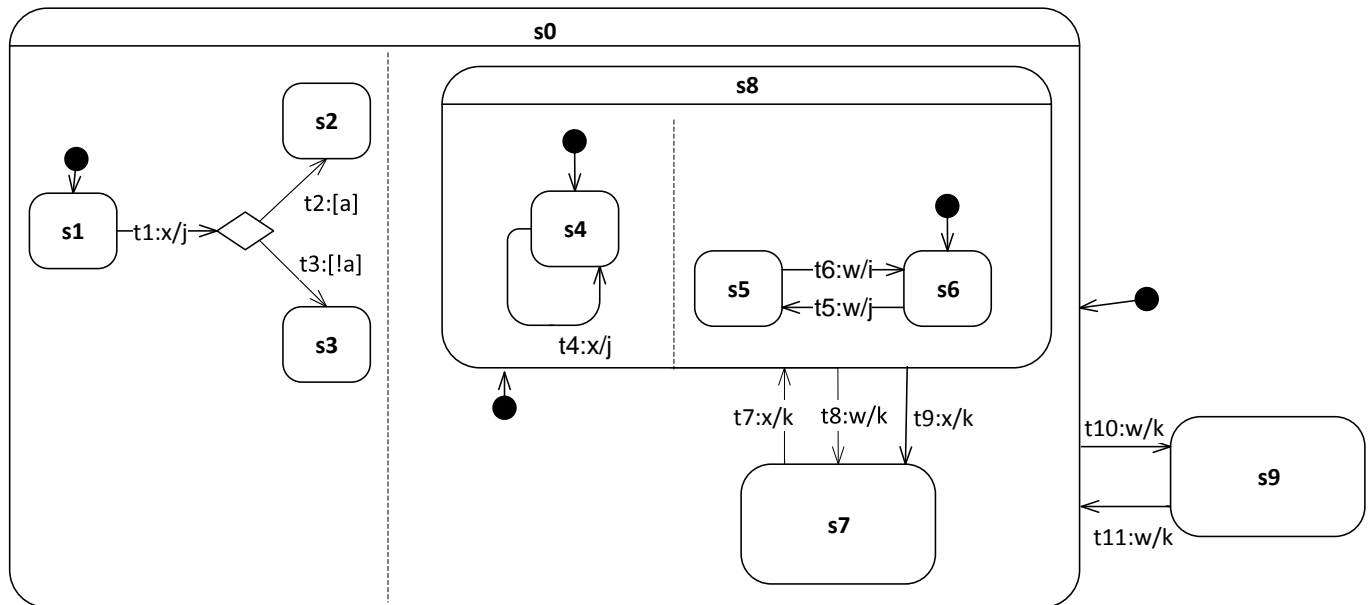 s0
s8
s2
s4
s1
t1:x/j
t2:[a]
t3:[!a]
s3
s5
t6:w/i
t5:w/j
s6
t4:x/j
t7:x/k
t8:w/k
t9:x/k
s7
t10:w/k
s9
t11:w/k